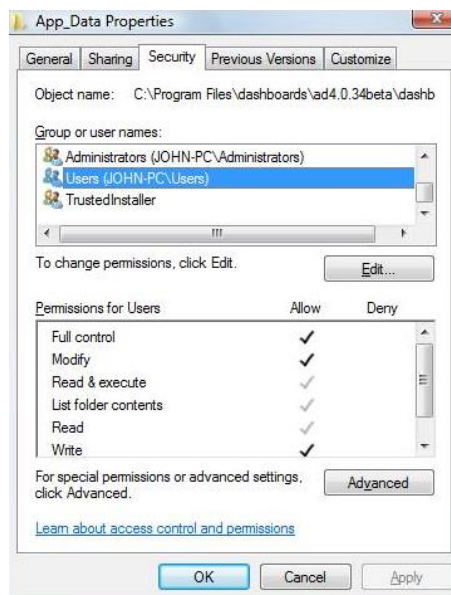 App_Data Properties
General Sharing Security Previous Versions Customize
Object name: C:\Program Files\dashboards\ad4.0.34beta\dashb
Group or user names:
Administrators (JOHN-PC\Administrators)
Users (JOHN-PC\Users)
TrustedInstaller
To change permissions, click Edit.
Edit...
Permissions for Users Allow Deny
Full control
Modify
Read & execute
List folder contents
Read
Write
For special permissions or advanced settings,
click Advanced.
Advanced
Learn about access control and permissions
OK Cancel Apply